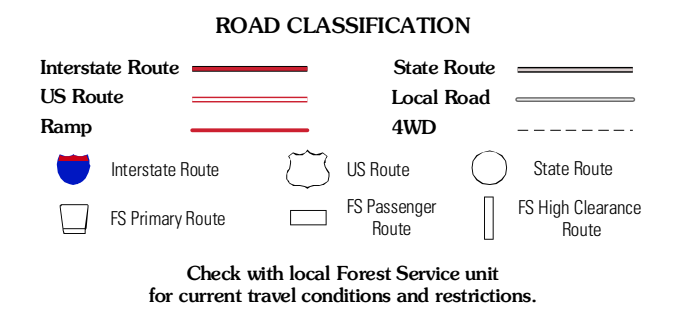 ROAD CLASSIFICATION
Interstate Route
State Route
US Route
Local Road
Ramp
4WD
Interstate Route
US Route
State Route
FS Primary Route
FS Passenger
Route
FS High Clearance
Route
Check with local Forest Service unit
for current travel conditions and restrictions.